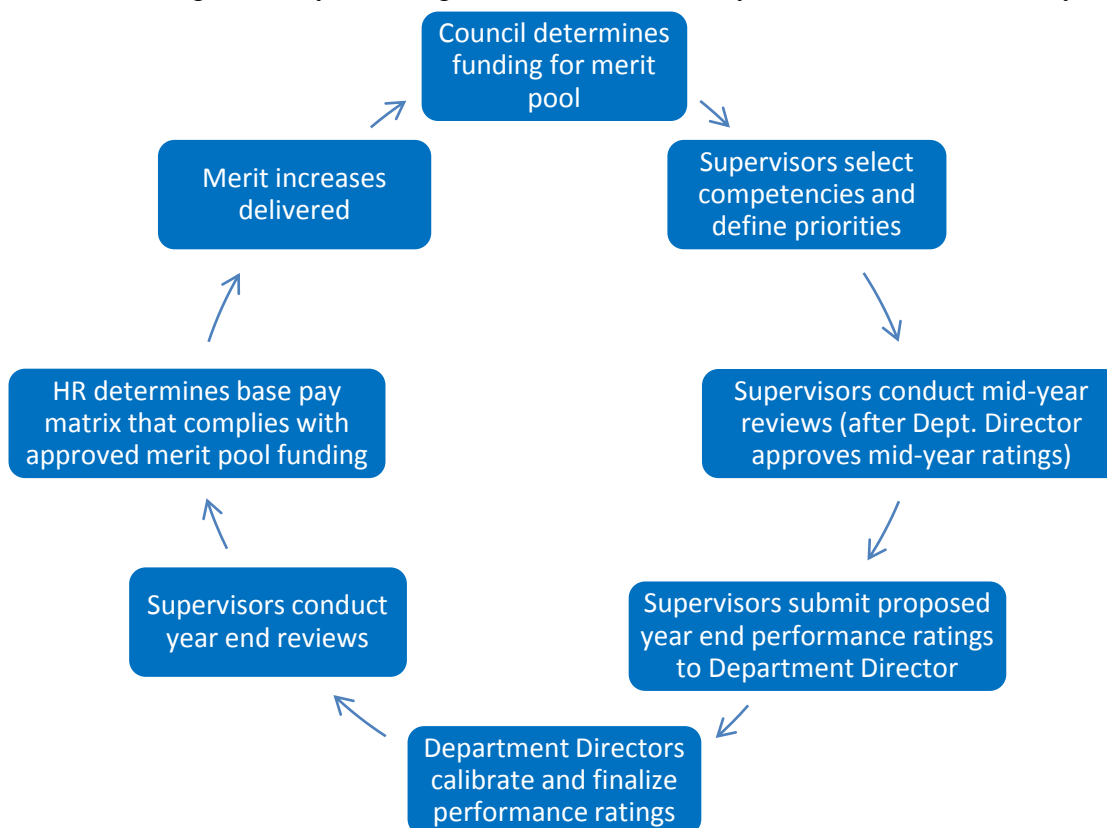 Council determines
funding for merit
pool
Supervisors select
competencies and
define priorities
Supervisors conduct mid-year
reviews (after Dept. Director
approves mid-year ratings)
Supervisors submit proposed
year end performance ratings
to Department Director
Department Directors
calibrate and finalize
performance ratings
Supervisors conduct
year end reviews
HR determines base pay
matrix that complies with
approved merit pool funding
Merit increases
delivered